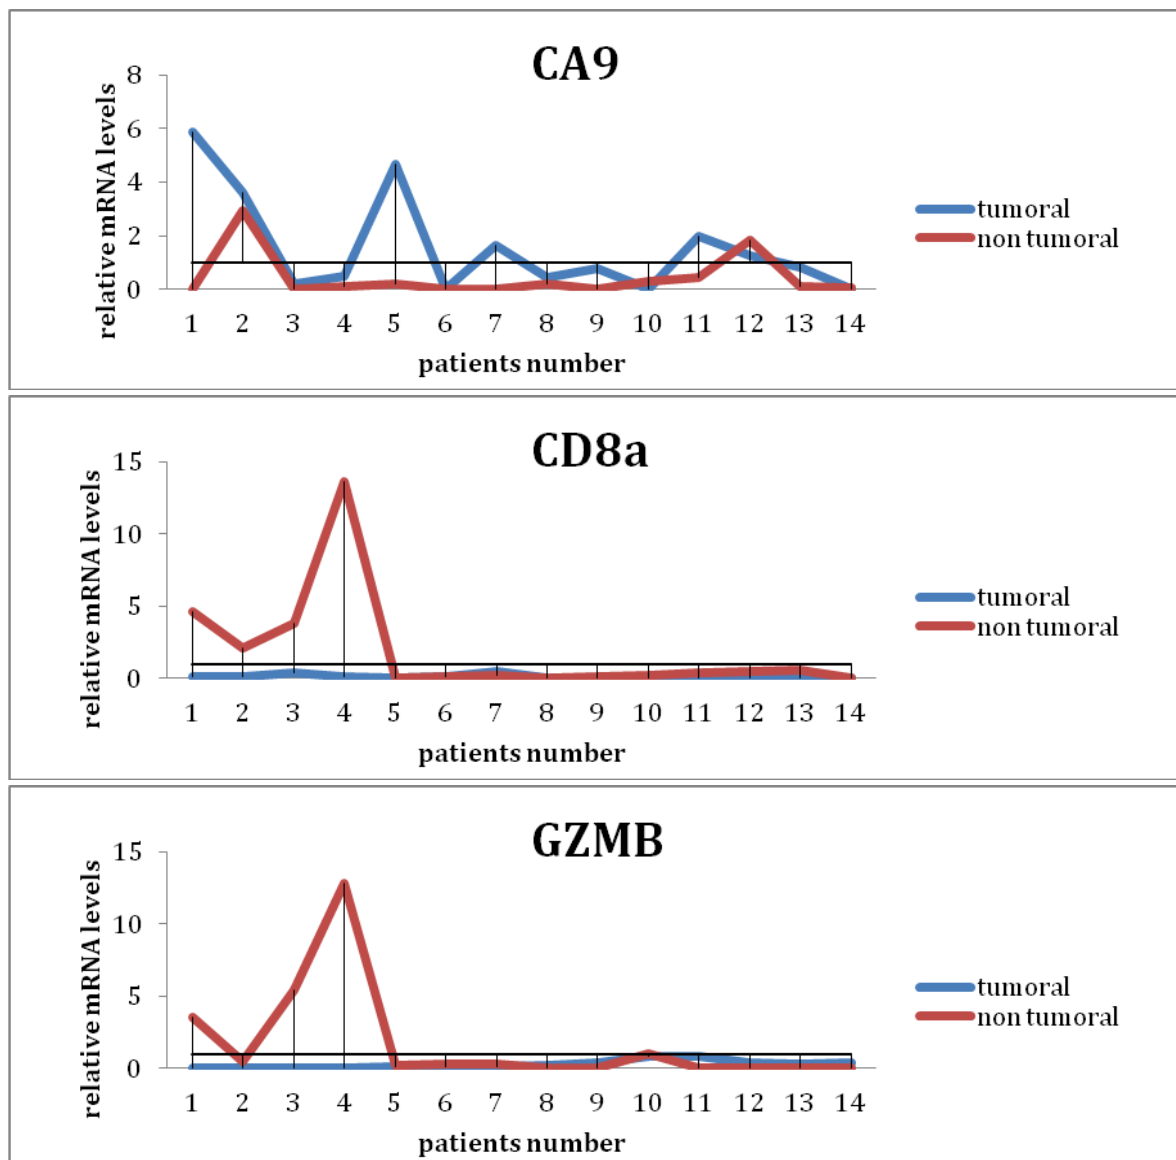 CA9
relative mRNA levels
8
6
4
2
0
1 2 3 4 5 6 7 8 9 10 11 12 13 14
patients number
tumoral
non tumoral
CD8a
relative mRNA levels
15
10
5
0
1 2 3 4 5 6 7 8 9 10 11 12 13 14
patients number
tumoral
non tumoral
GZMB
relative mRNA levels
15
10
5
0
1 2 3 4 5 6 7 8 9 10 11 12 13 14
patients number
tumoral
non tumoral